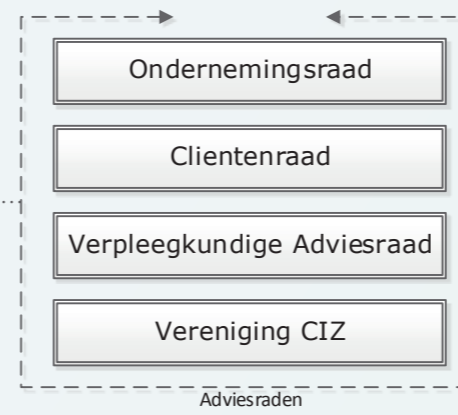 Ondernemingsraad
Clientenraad
Verpleegkundige Adviesraad
Vereniging CIZ
Adviesraden